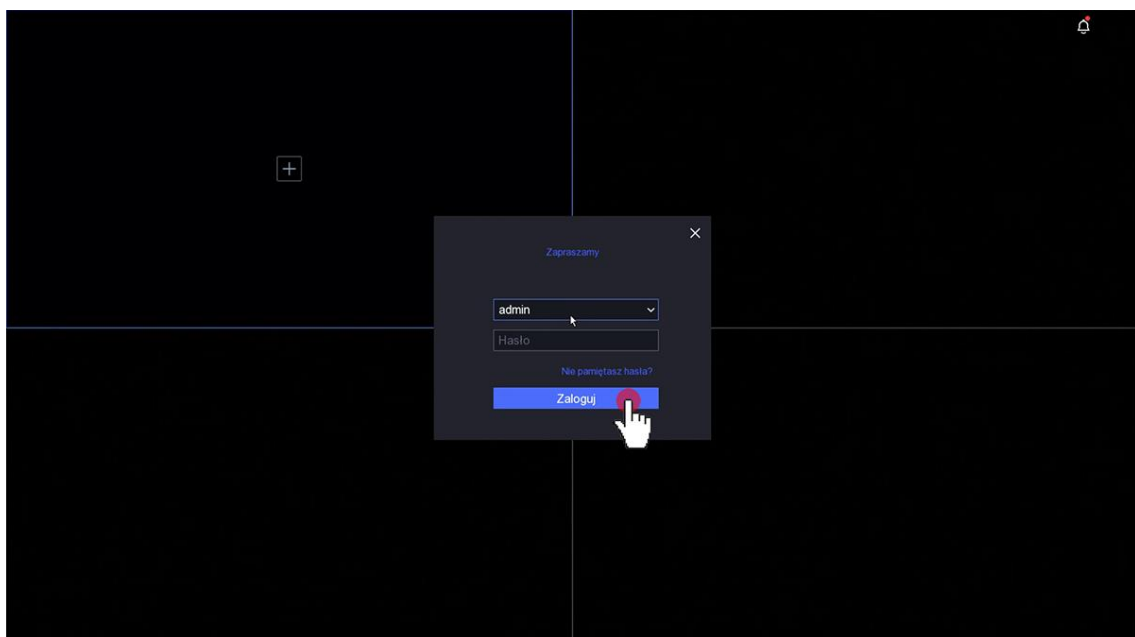 Zapraszamy
admin
Hasło
Nie pamiętasz hasła?
Zaloguj